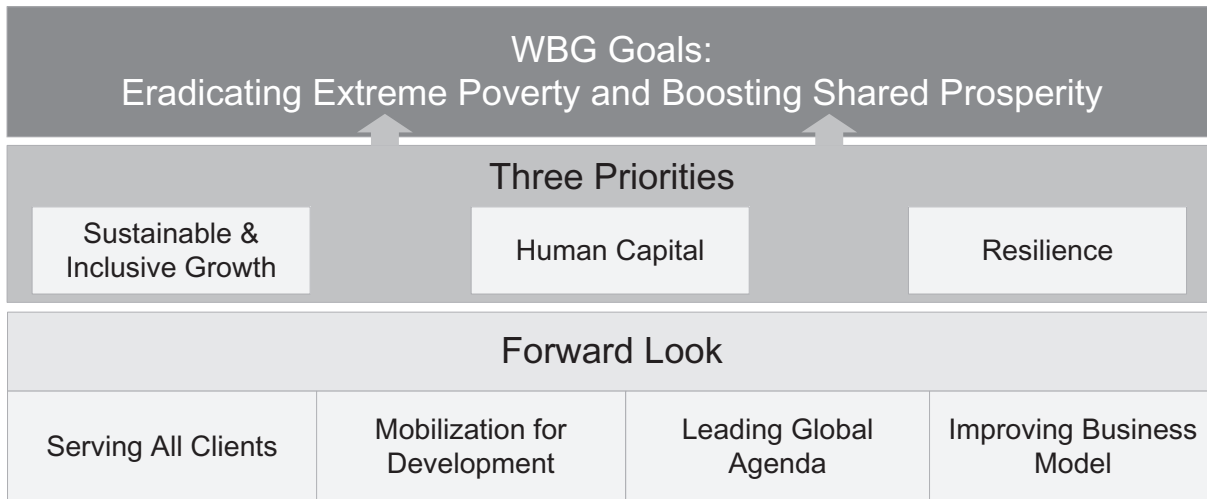 WBG Goals:
Eradicating Extreme Poverty and Boosting Shared Prosperity
Three Priorities
Sustainable &
Inclusive Growth
Human Capital
Resilience
Forward Look
Serving All Clients
Mobilization for
Development
Leading Global
Agenda
Improving Business
Model